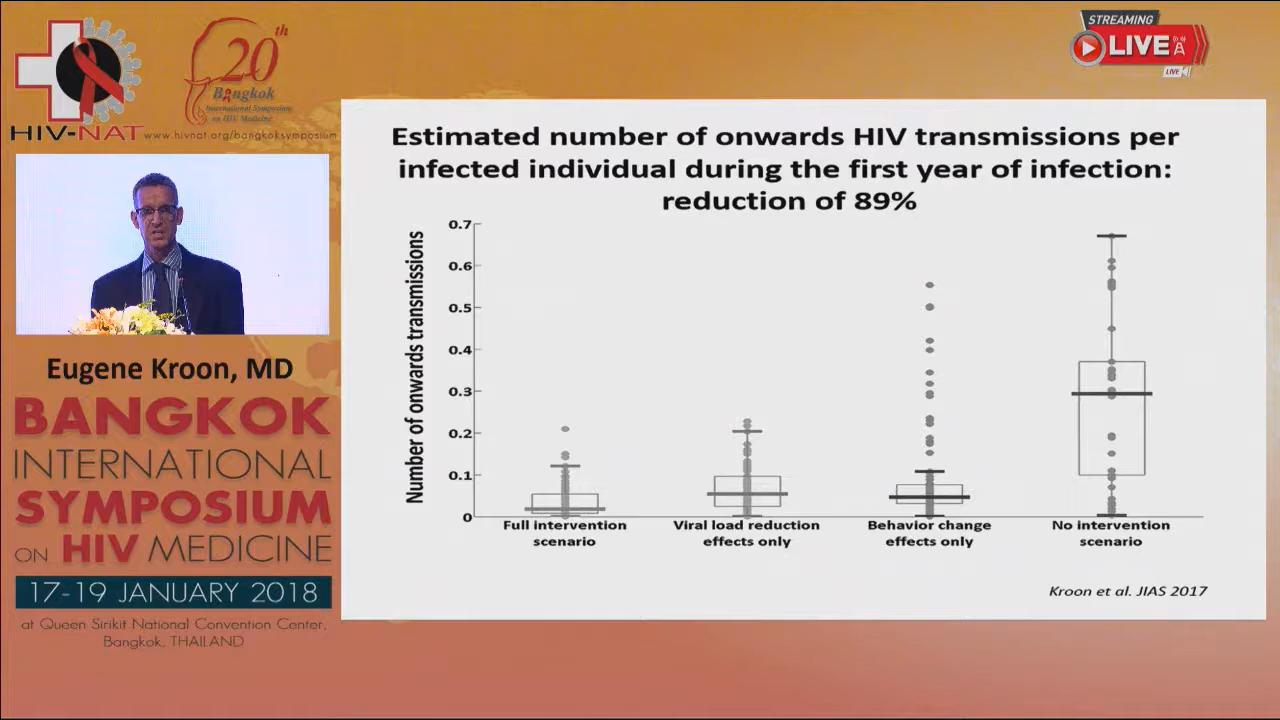 HIV-NAT
www.hivnat.org/bangkoksymposium
20th
Bangkok
International Symposium
on HIV Medicine
STREAMING
LIVE
LIVE
Eugene Kroon, MD
BANGKOK
INTERNATIONAL
SYMPOSIUM
ON HIV MEDICINE
17-19 JANUARY 2018
at Queen Sirikit National Convention Center,
Bangkok, THAILAND
Estimated number of onwards HIV transmissions per
infected individual during the first year of infection:
reduction of 89%
Number of onwards transmissions
0.7
0.6
0.5
0.4
0.3
0.2
0.1
0
Full intervention
scenario
Viral load reduction
effects only
Behavior change
effects only
No intervention
scenario
Kroon et al. JIAS 2017